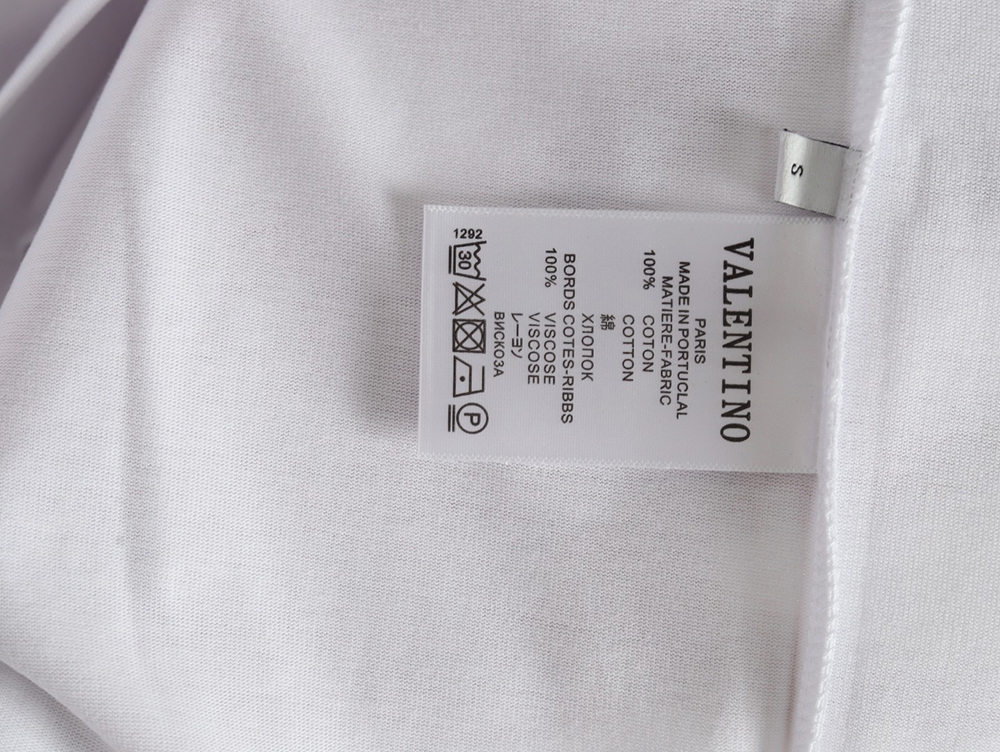 VALENTINO
PARIS
MADE IN PORTUCLAL
MATIERE-FABRIC
100% COTON
COTTON
綿
ХЛОПОК
BORDS COTES-RIBBS
100% VISCOSE
VISCOSE
レーヨソ
ВИСКОЗА
1292
30
P
S